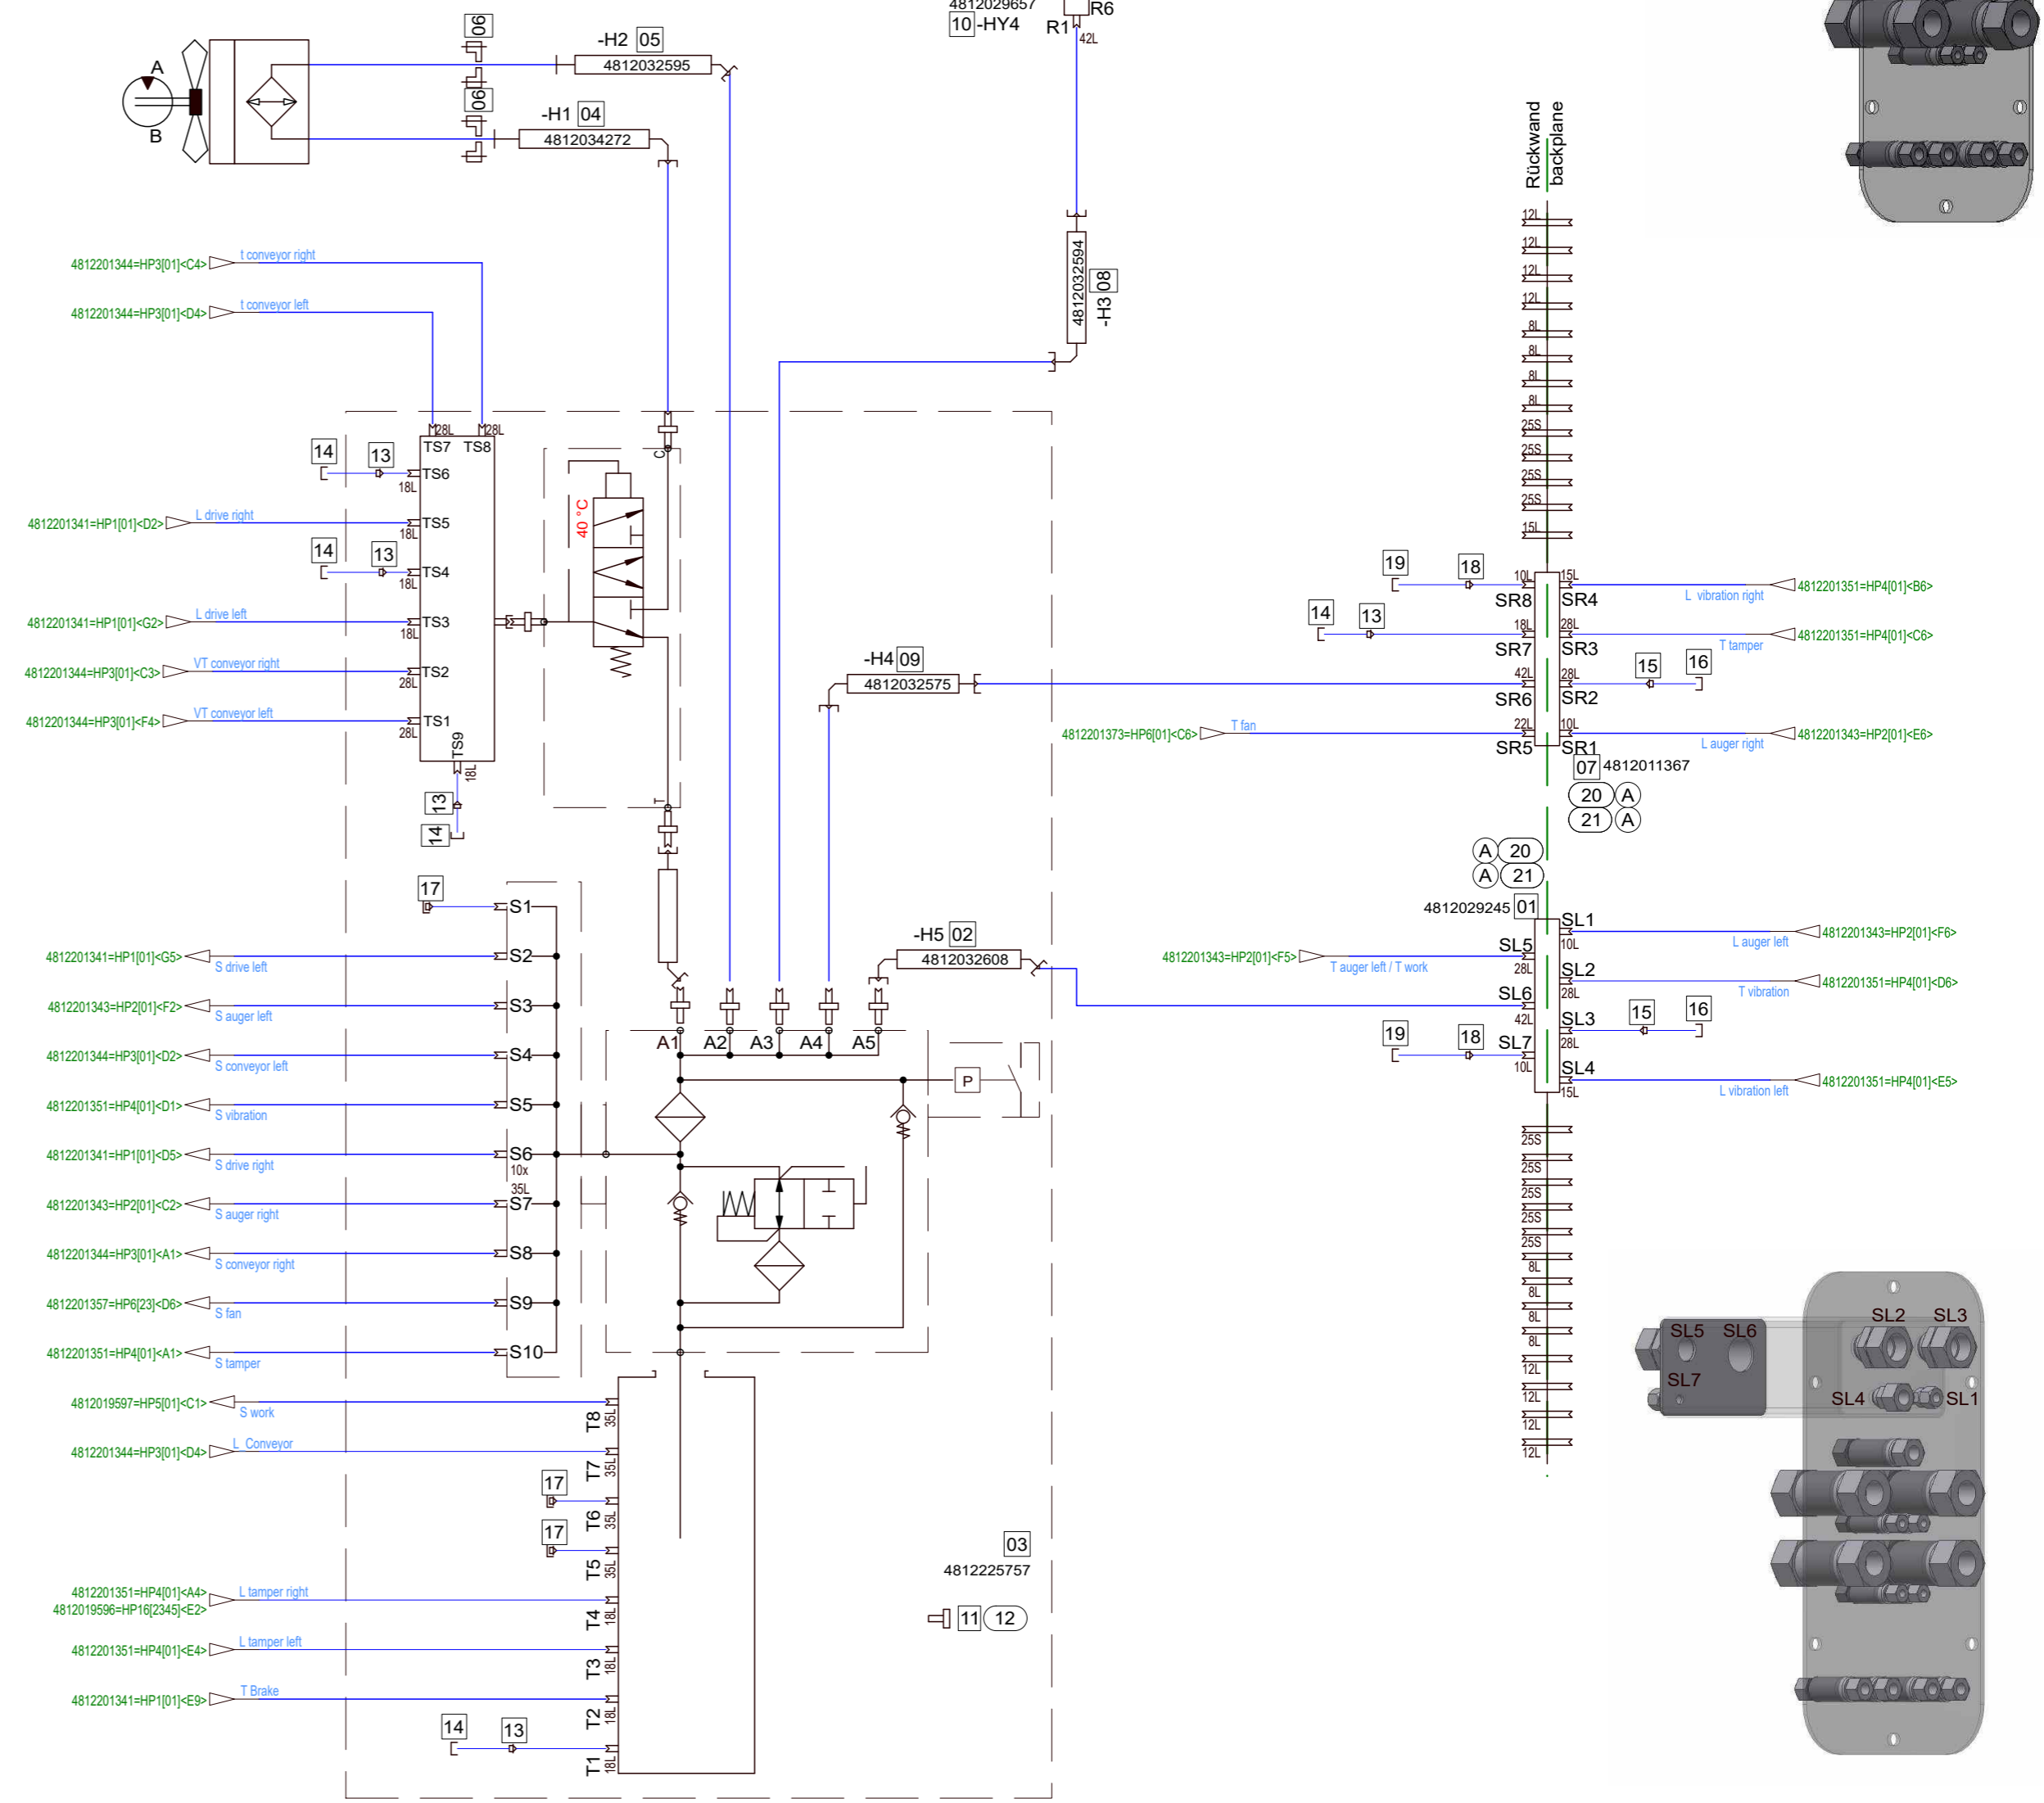 4812029657
10 -HY4
R1
R6
42L
06
-H2 05
4812032595
06
-H1 04
4812034272
A
B
Rückwand
backplane
4812032594
-H3 08
4812201344=HP3[01]<C4>
t conveyor right
4812201344=HP3[01]<D4>
t conveyor left
28L
28L
TS7 TS8
14
13
TS6
18L
4812201341=HP1[01]<D2>
L drive right
TS5
18L
14
13
TS4
18L
4812201341=HP1[01]<G2>
L drive left
TS3
18L
4812201344=HP3[01]<C3>
VT conveyor right
TS2
28L
4812201344=HP3[01]<F4>
VT conveyor left
TS1
28L
TS9
18L
13
14
40 °C
C
T
-H4 09
4812032575
-H5 02
4812032608
12L
12L
12L
12L
8L
8L
8L
8L
25S
25S
25S
25S
15L
19
18
10L
SR8
15L
SR4
L vibration right
4812201351=HP4[01]<B6>
14
13
18L
SR7
28L
SR3
T tamper
4812201351=HP4[01]<C6>
42L
SR6
28L
SR2
15
16
4812201373=HP6[01]<C6>
T fan
22L
SR5
10L
SR1
L auger right
4812201343=HP2[01]<E6>
07 4812011367
20 A
21 A
A 20
A 21
4812029245 01
SL1
10L
L auger left
4812201343=HP2[01]<F6>
4812201343=HP2[01]<F5>
T auger left / T work
SL5
28L
SL2
28L
T vibration
4812201351=HP4[01]<D6>
SL6
42L
SL3
28L
15
16
19
18
SL7
10L
SL4
15L
L vibration left
4812201351=HP4[01]<E5>
25S
25S
25S
25S
25S
8L
8L
8L
8L
12L
12L
12L
12L
17
S1
4812201341=HP1[01]<G5>
S drive left
S2
4812201343=HP2[01]<F2>
S auger left
S3
4812201344=HP3[01]<D2>
S conveyor left
S4
4812201351=HP4[01]<D1>
S vibration
S5
4812201341=HP1[01]<D5>
S drive right
S6
10x
35L
4812201343=HP2[01]<C2>
S auger right
S7
4812201344=HP3[01]<A1>
S conveyor right
S8
4812201357=HP6[23]<D6>
S fan
S9
4812201351=HP4[01]<A1>
S tamper
S10
A1 A2 A3 A4 A5
P
4812019597=HP5[01]<C1>
S work
T8
35L
4812201344=HP3[01]<D4>
L Conveyor
T7
35L
17
T6
35L
17
T5
35L
4812201351=HP4[01]<A4>
4812019596=HP16[2345]<E2>
L tamper right
T4
18L
4812201351=HP4[01]<E4>
L tamper left
T3
18L
4812201341=HP1[01]<E9>
T Brake
T2
18L
14
13
T1
18L
03
4812225757
11 12
SL5 SL6
SL7
SL2 SL3
SL4 SL1